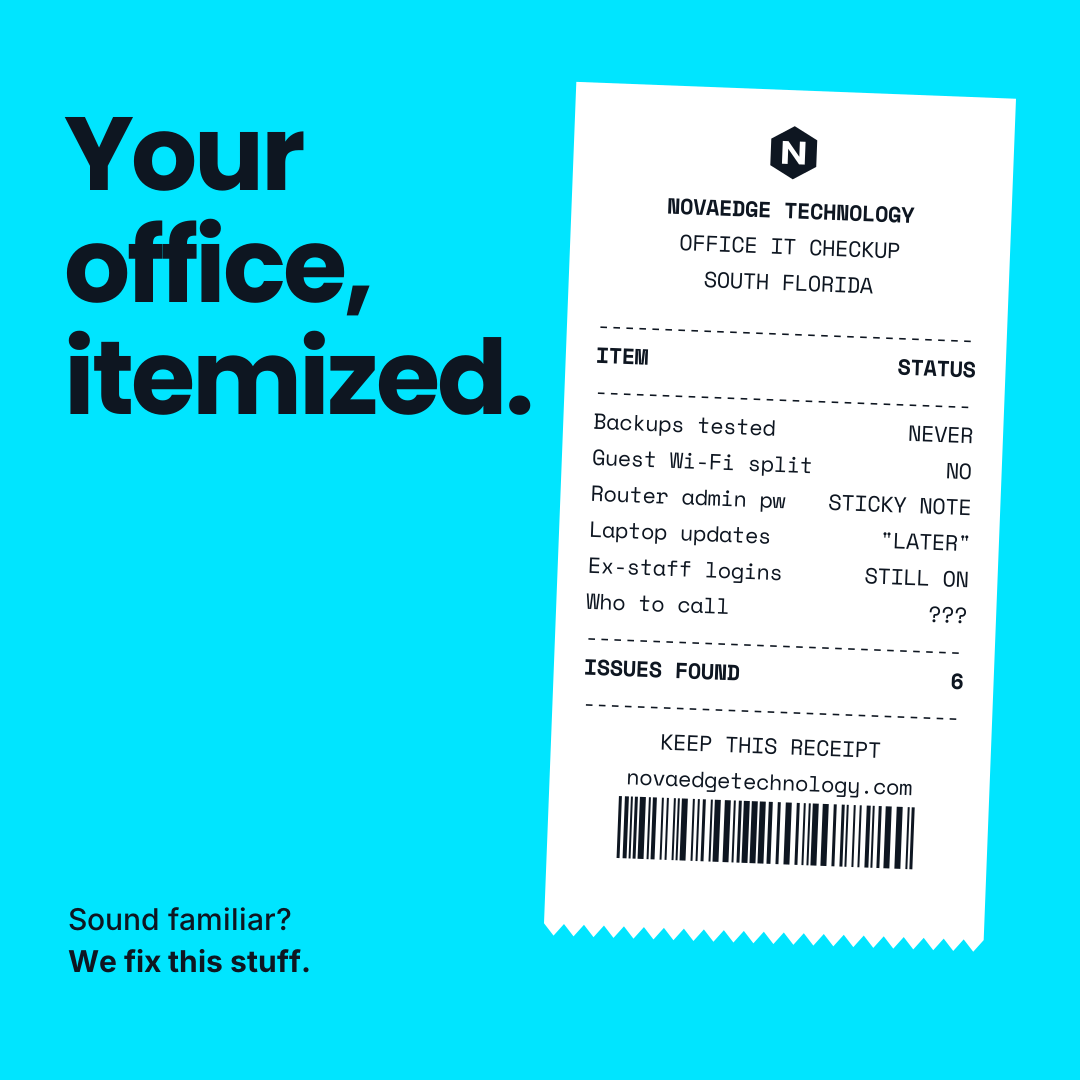 Your
office,
itemized.
N
NOVAEDGE TECHNOLOGY
OFFICE IT CHECKUP
SOUTH FLORIDA
-----------------------------
ITEM STATUS
-----------------------------
Backups tested NEVER
Guest Wi-Fi split NO
Router admin pw STICKY NOTE
Laptop updates "LATER"
Ex-staff logins STILL ON
Who to call ???
-----------------------------
ISSUES FOUND 6
-----------------------------
KEEP THIS RECEIPT
novaedgetechnology.com
Sound familiar?
We fix this stuff.